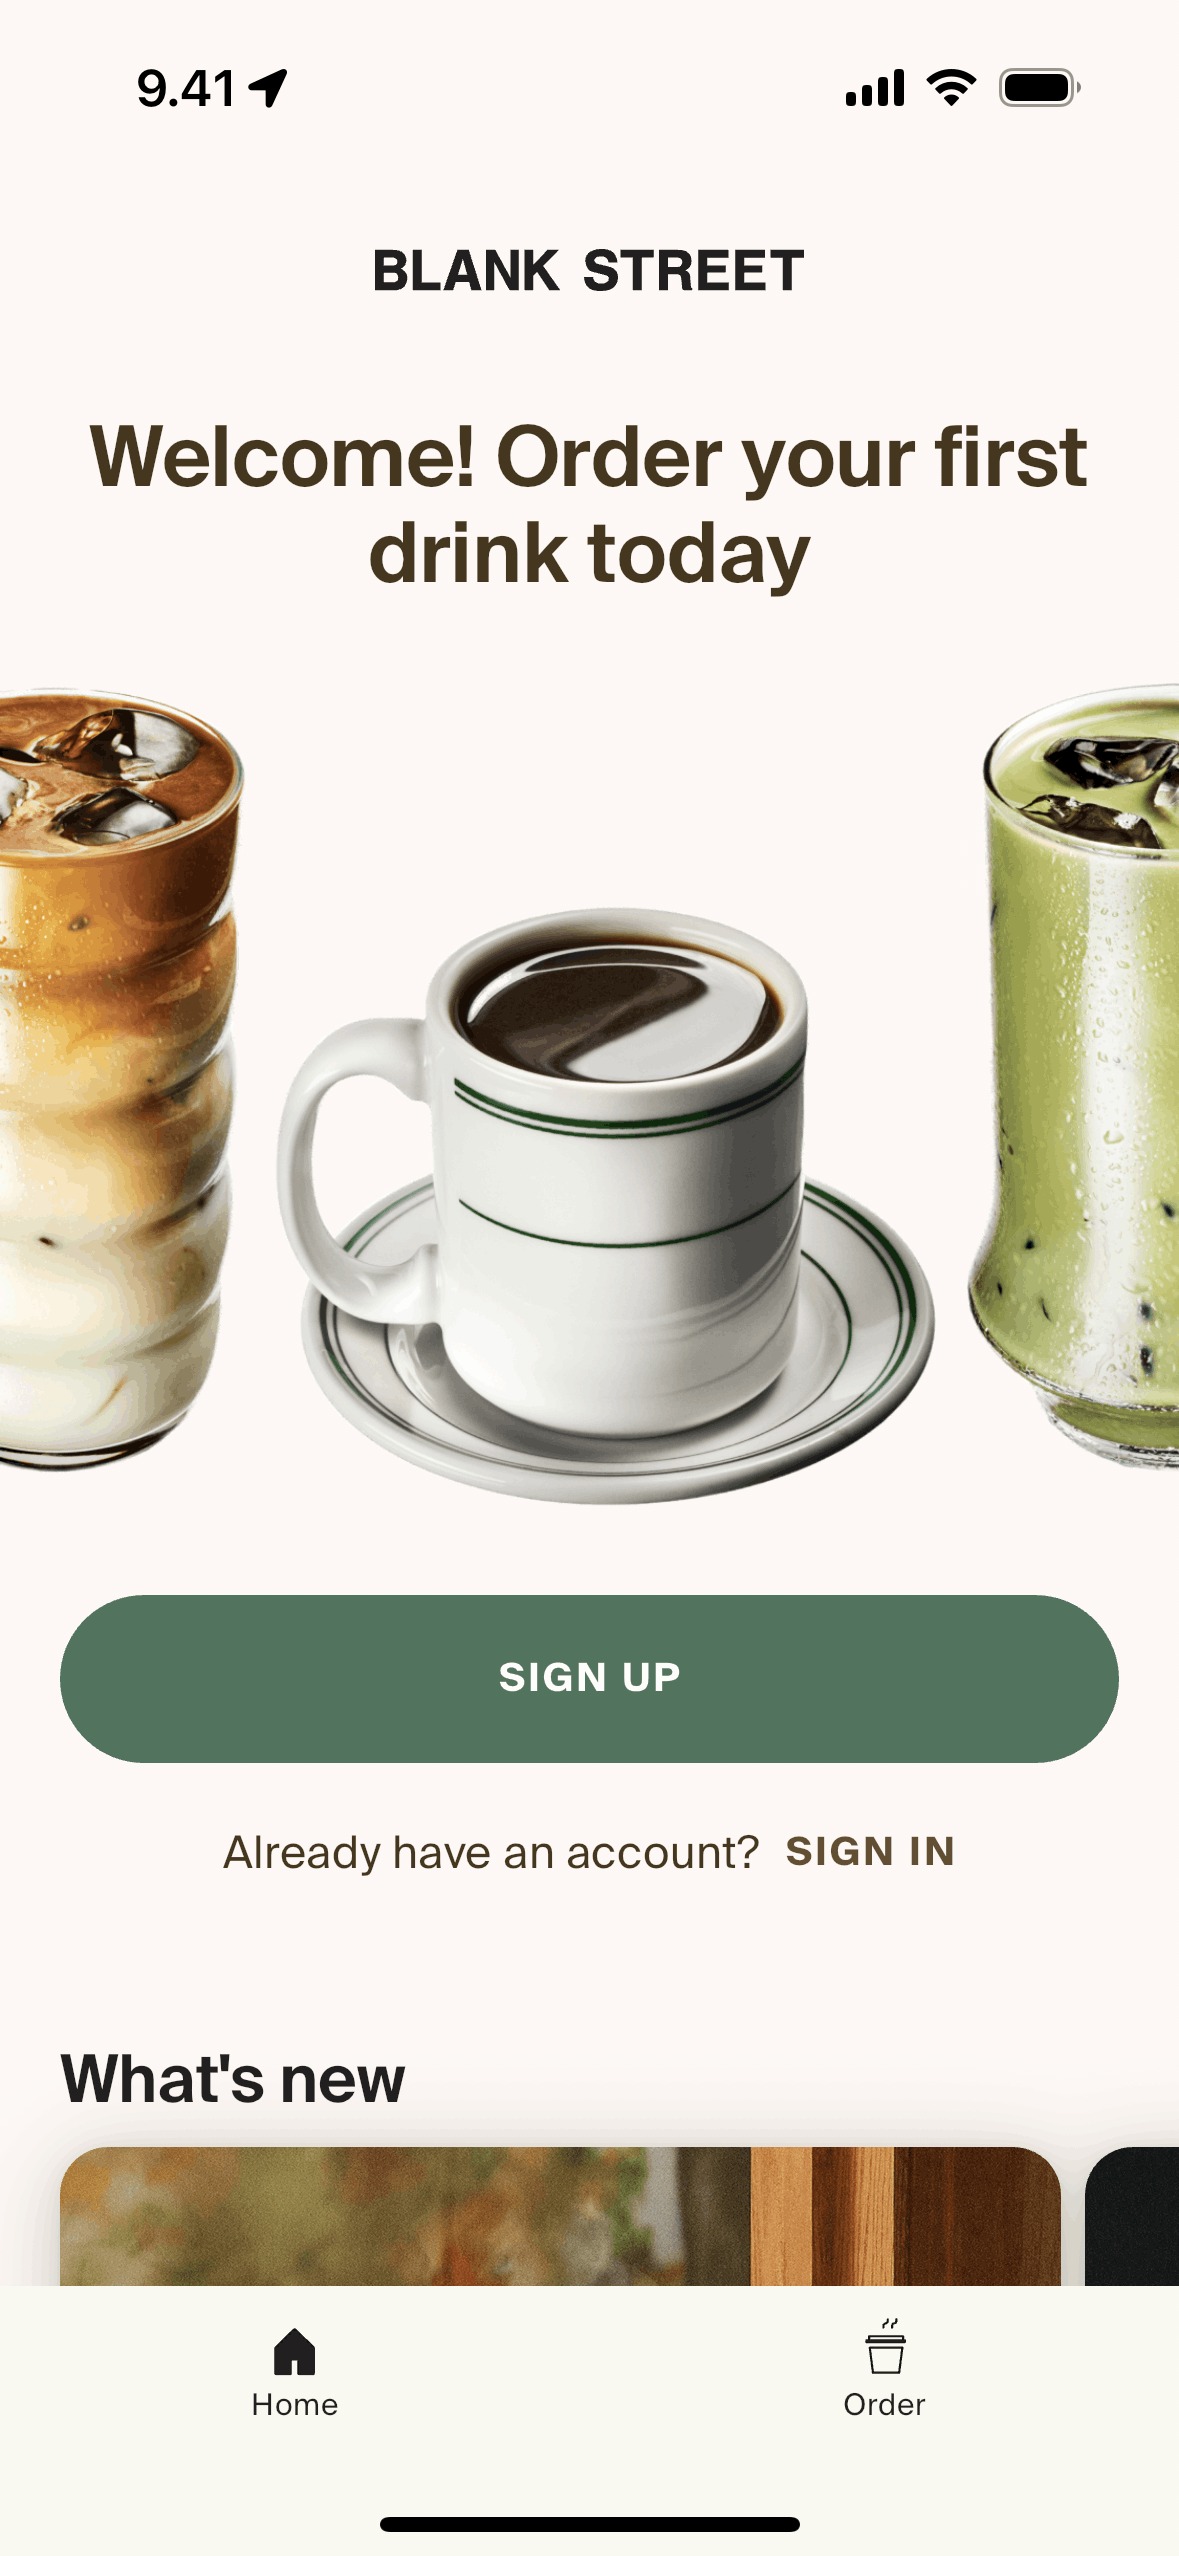 9.41
BLANK STREET
Welcome! Order your first
drink today
SIGN UP
Already have an account? SIGN IN
What's new
Home
Order